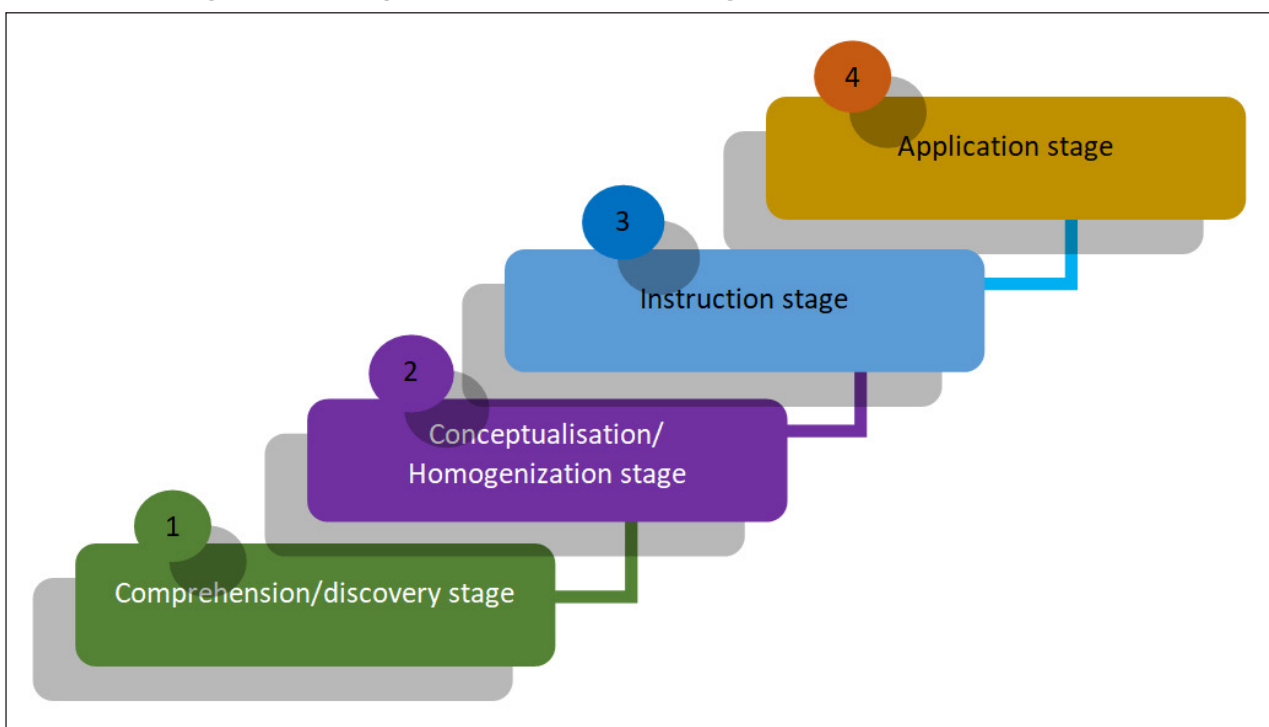 4
Application stage
3
Instruction stage
2
Conceptualisation/
Homogenization stage
1
Comprehension/discovery stage